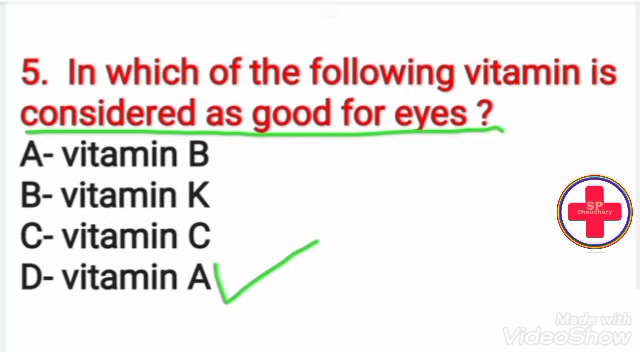 5. In which of the following vitamin is
considered as good for eyes ?
A- vitamin B
B- vitamin K
C- vitamin C
D- vitamin A
SP
Choudhary
Made with
VideoShow